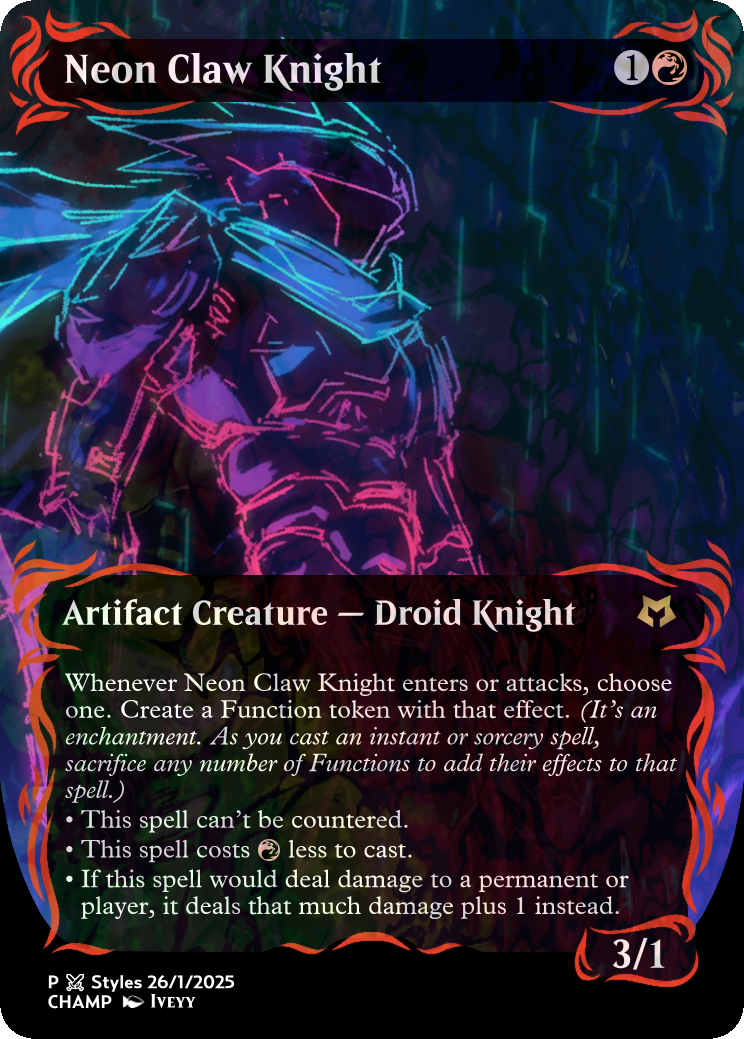 Neon Claw Knight
1
Artifact Creature — Droid Knight
Whenever Neon Claw Knight enters or attacks, choose
one. Create a Function token with that effect. (It's an
enchantment. As you cast an instant or sorcery spell,
sacrifice any number of Functions to add their effects to that
spell.)
• This spell can't be countered.
• This spell costs less to cast.
• If this spell would deal damage to a permanent or
player, it deals that much damage plus 1 instead.
3/1
P Styles 26/1/2025
CHAMP Iveyy